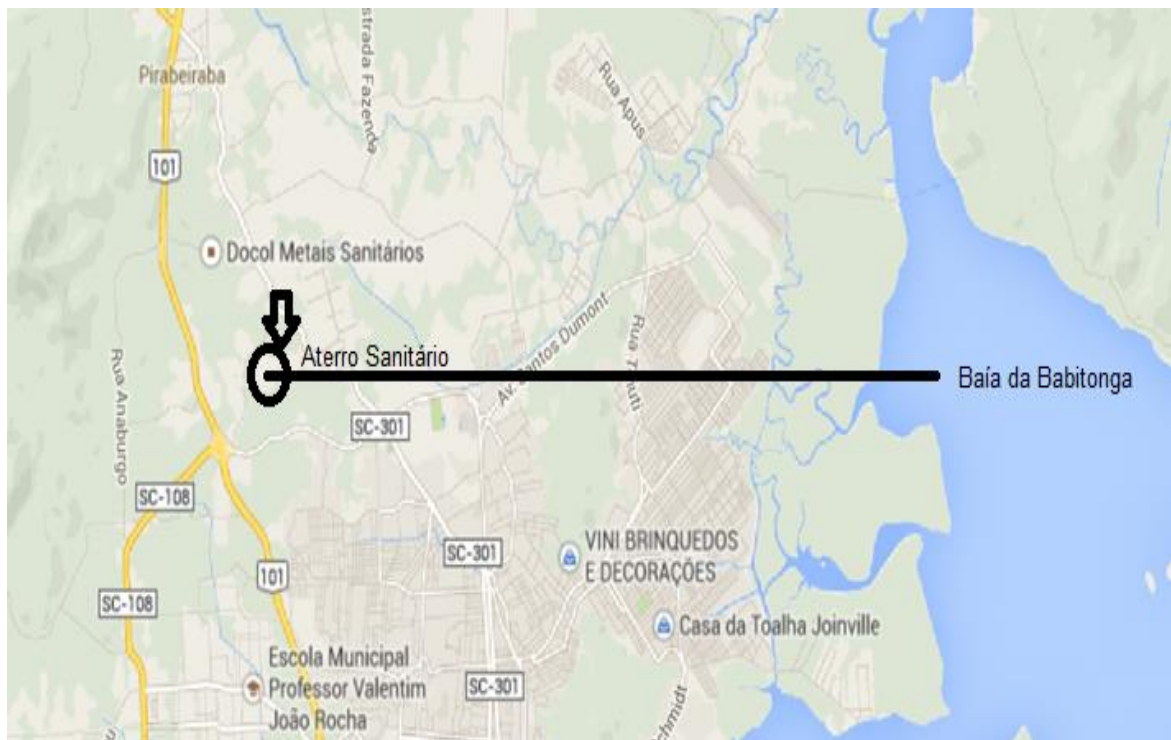 Pirabeiraba
strada Fazenda
Rua Apus
101
Docol Metais Sanitários
Av. Santos Dumont
Aterro Sanitário
Baía da Babitonga
Rua Anaburgo
SC-301
SC-108
SC-301
VINI BRINQUEDOS
E DECORAÇÕES
101
SC-108
Casa da Toalha Joinville
Escola Municipal
Professor Valentim
João Rocha
SC-301
chmidt